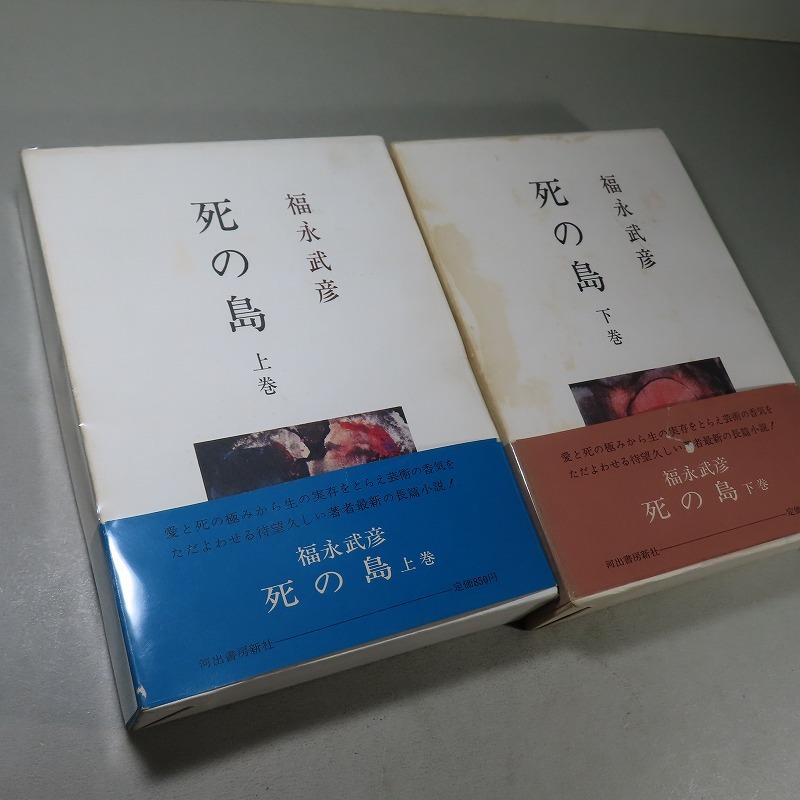 福永武彦
死の島
上巻
愛と死の極みから生の実存をとらえ芸術の香気を
ただよわせる待望久しい著者最新の長篇小説!
福永武彦
死の島 上巻
定価850円
河出書房新社
福永武彦
死の島
下巻
愛と死の極みから生の実存をとらえ芸術の香気を
ただよわせる待望久しい著者最新の長篇小説!
福永武彦
死の島 下巻
定価
河出書房新社